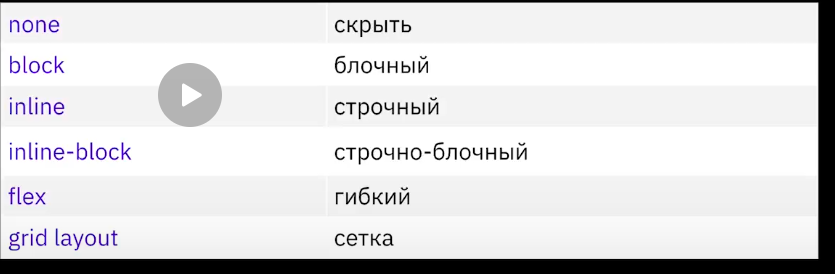 none скрыть
block блочный
inline строчный
inline-block строчно-блочный
flex гибкий
grid layout сетка